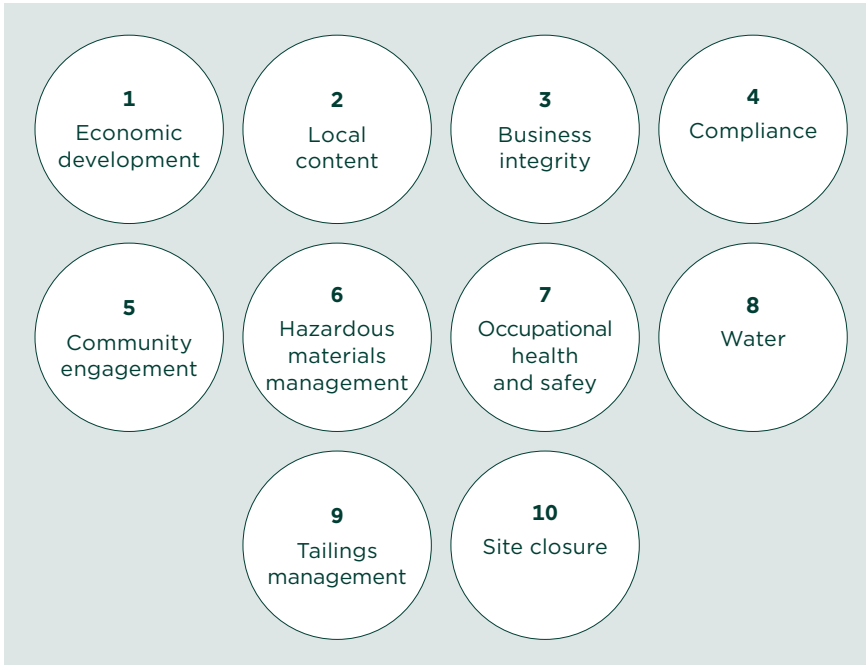 1
Economic
development
2
Local
content
3
Business
integrity
4
Compliance
5
Community
engagement
6
Hazardous
materials
management
7
Occupational
health
and safey
8
Water
9
Tailings
management
10
Site closure